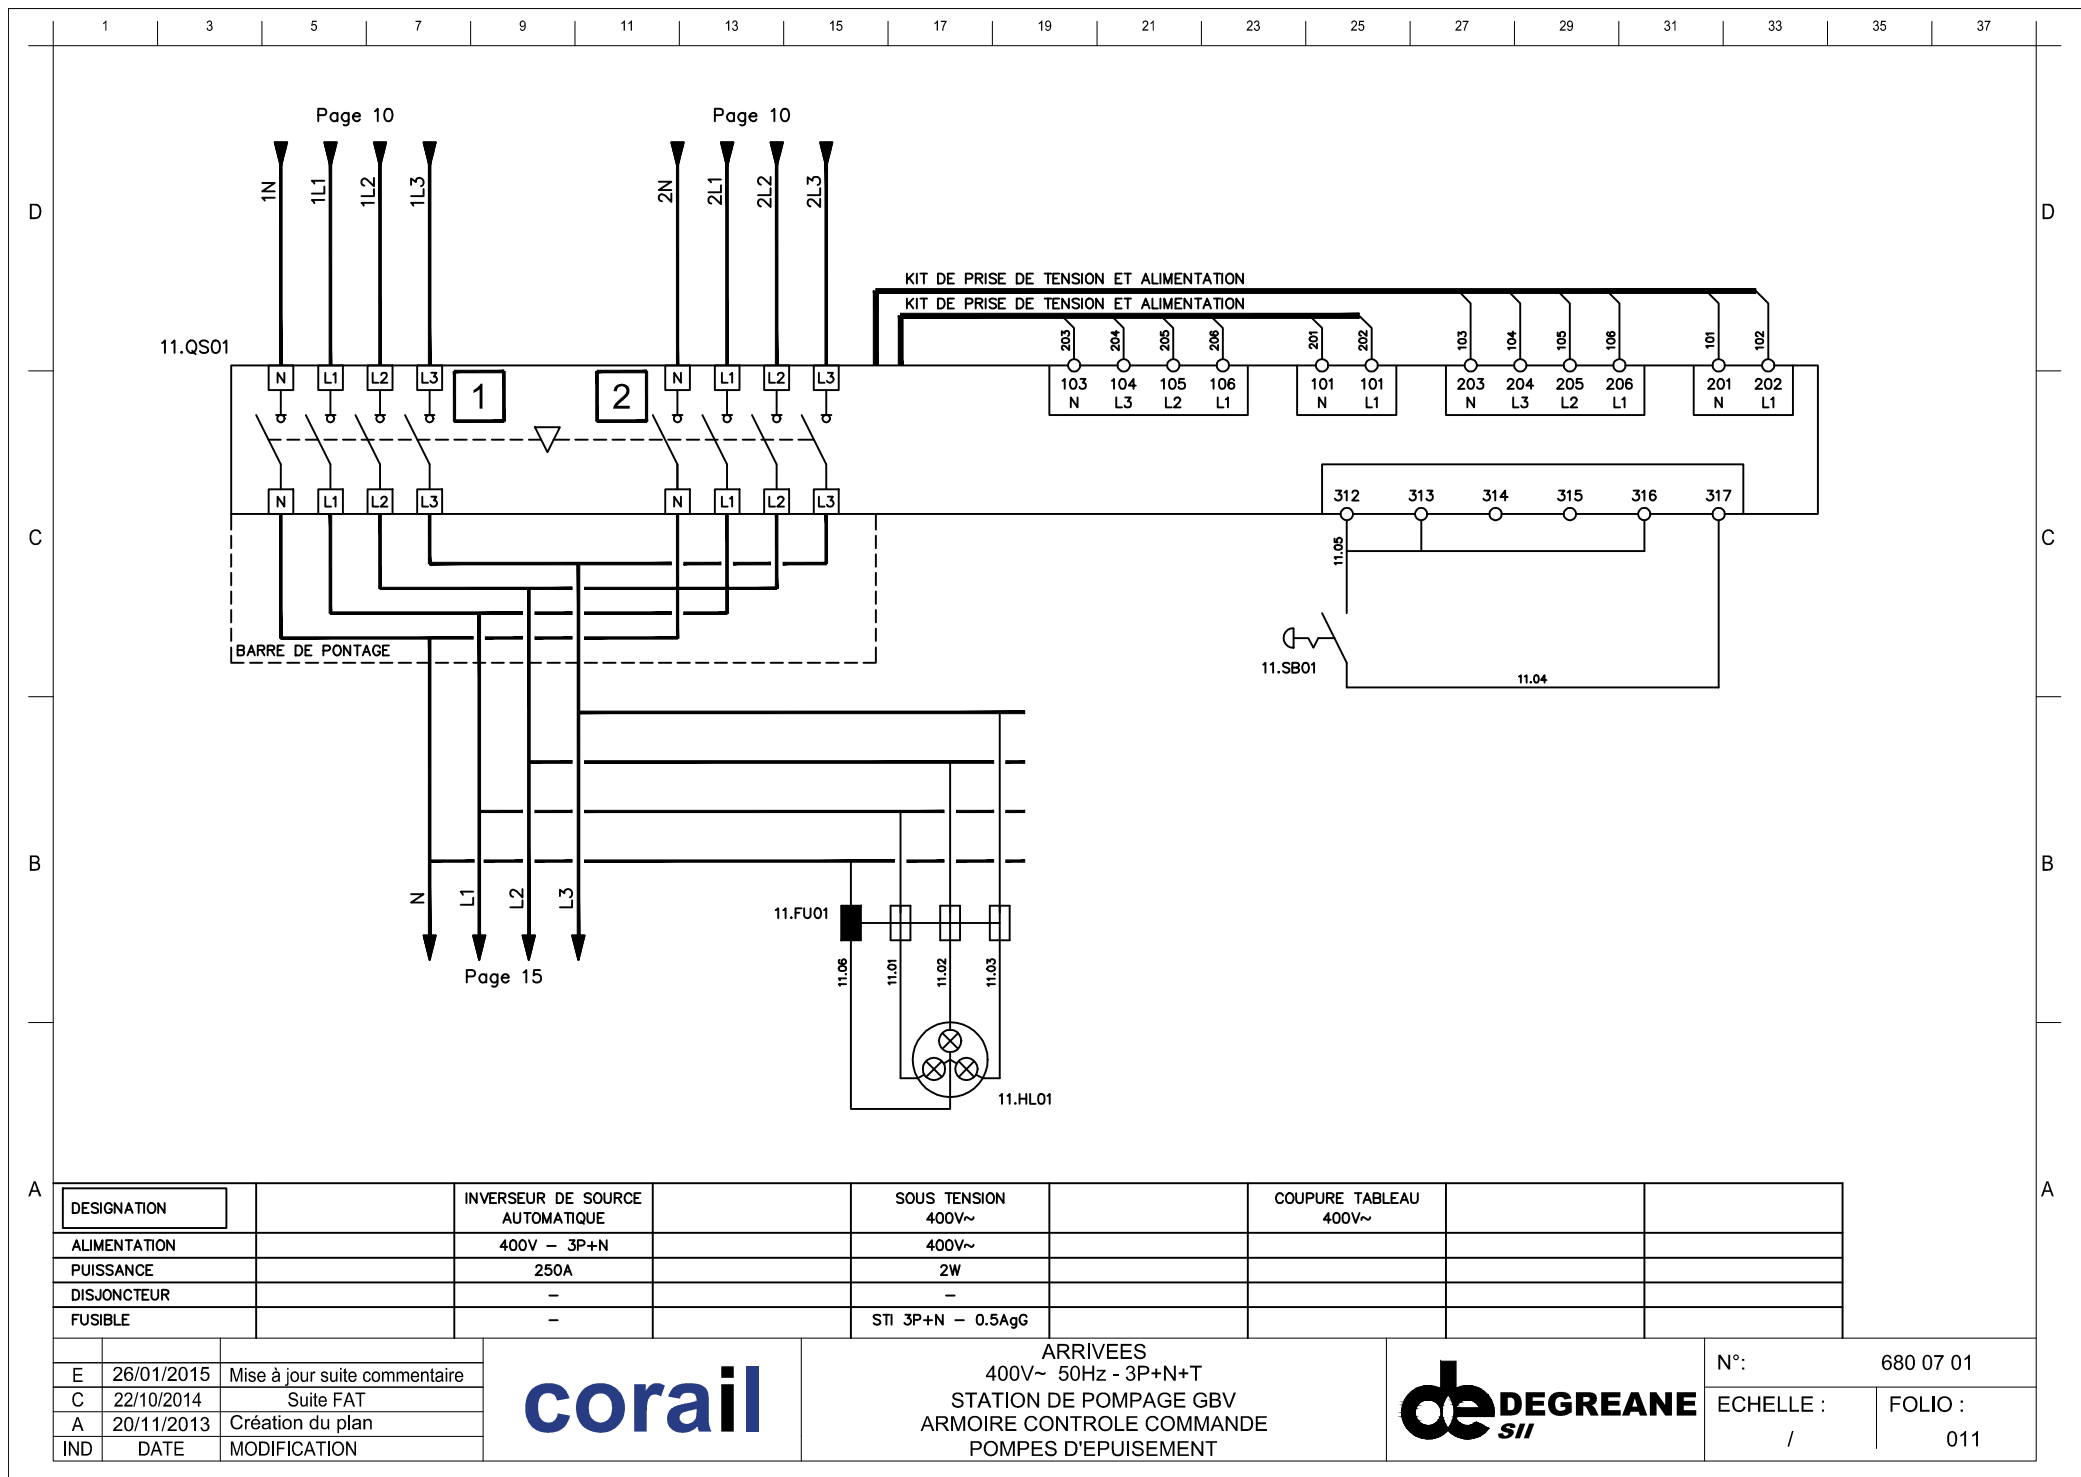 1 3 5 7 9 11 13 15 17 19 21 23 25 27 29 31 33 35 37
Page 10 Page 10
1N 1L1 1L2 1L3 2N 2L1 2L2 2L3
D D
KIT DE PRISE DE TENSION ET ALIMENTATION
KIT DE PRISE DE TENSION ET ALIMENTATION
203 204 205 206 201 202 103 104 105 106 101 102
11.QS01
N L1 L2 L3 1 2 N L1 L2 L3
103 104 105 106 101 101 203 204 205 206 201 202
N L3 L2 L1 N L1 N L3 L2 L1 N L1
N L1 L2 L3 N L1 L2 L3
312 313 314 315 316 317
C C
11.05
BARRE DE PONTAGE
11.SB01
11.04
B B
N L1 L2 L3
11.FU01
Page 15
11.06 11.01 11.02 11.03
11.HL01
A A
DESIGNATION
INVERSEUR DE SOURCE
AUTOMATIQUE
SOUS TENSION
400V~
COUPURE TABLEAU
400V~
ALIMENTATION 400V – 3P+N 400V~
PUISSANCE 250A 2W
DISJONCTEUR – –
FUSIBLE – STI 3P+N – 0.5AgG
E 26/01/2015 Mise à jour suite commentaire
C 22/10/2014 Suite FAT
A 20/11/2013 Création du plan
IND DATE MODIFICATION
corail
ARRIVEES
400V~ 50Hz - 3P+N+T
STATION DE POMPAGE GBV
ARMOIRE CONTROLE COMMANDE
POMPES D'EPUISEMENT
de DEGREANE
SII
N°: 680 07 01
ECHELLE : FOLIO :
/ 011